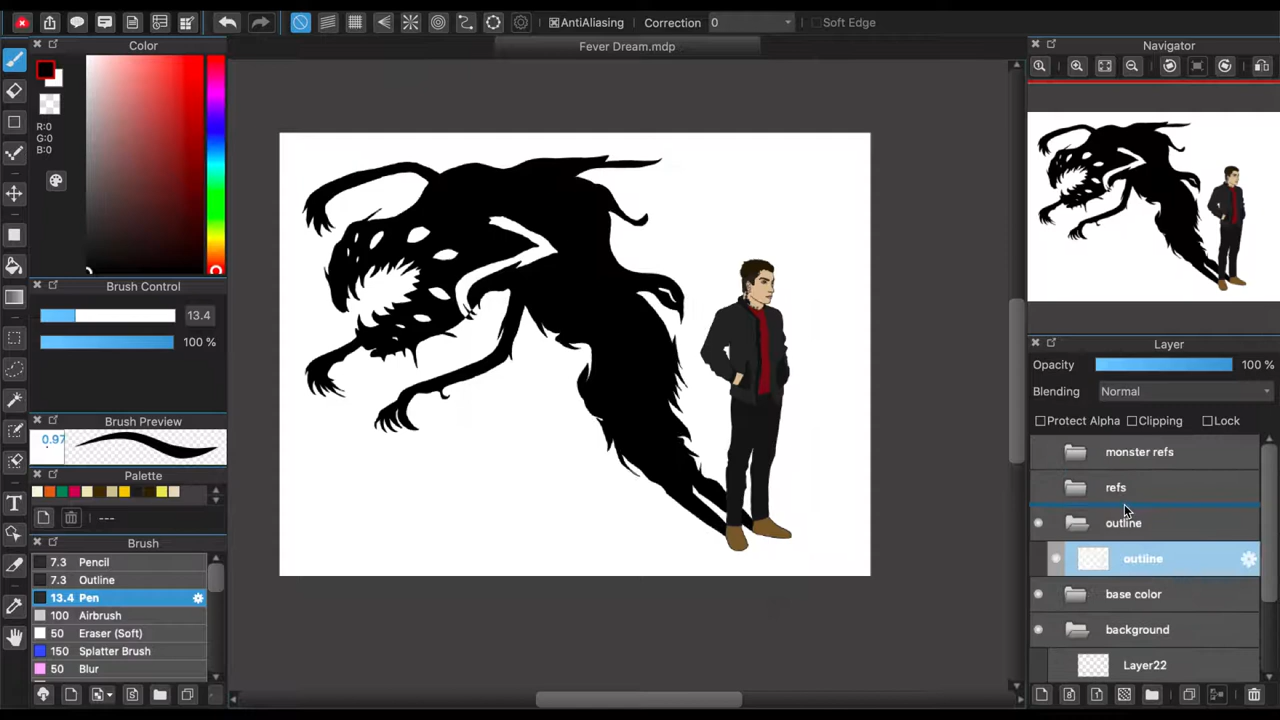 AntiAliasing Correction 0 Soft Edge
Fever Dream.mdp
Color
R:0
G:0
B:0
Brush Control
13.4
100 %
Brush Preview
0.97
Palette
---
Brush
7.3 Pencil
7.3 Outline
13.4 Pen
100 Airbrush
50 Eraser (Soft)
150 Splatter Brush
50 Blur
Navigator
Layer
Opacity 100 %
Blending Normal
Protect Alpha Clipping Lock
monster refs
refs
outline
outline
base color
background
Layer22